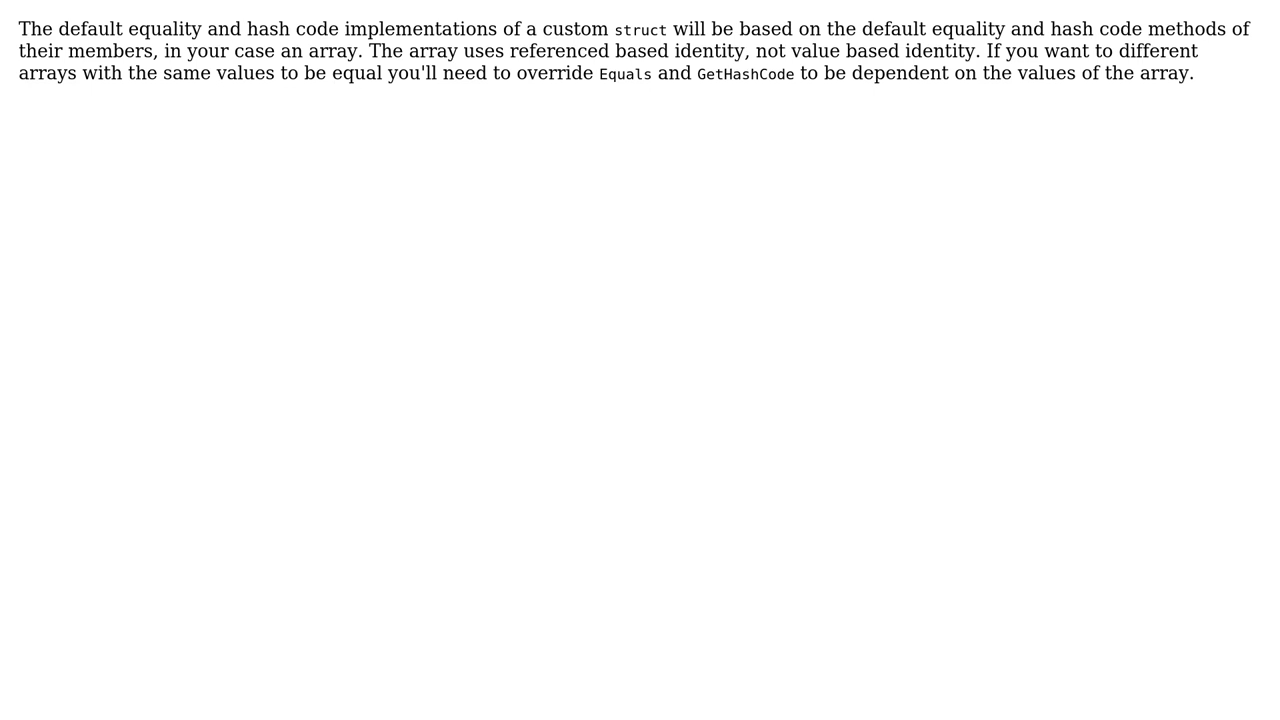 The default equality and hash code implementations of a custom struct will be based on the default equality and hash code methods of
their members, in your case an array. The array uses referenced based identity, not value based identity. If you want to different
arrays with the same values to be equal you'll need to override Equals and GetHashCode to be dependent on the values of the array.